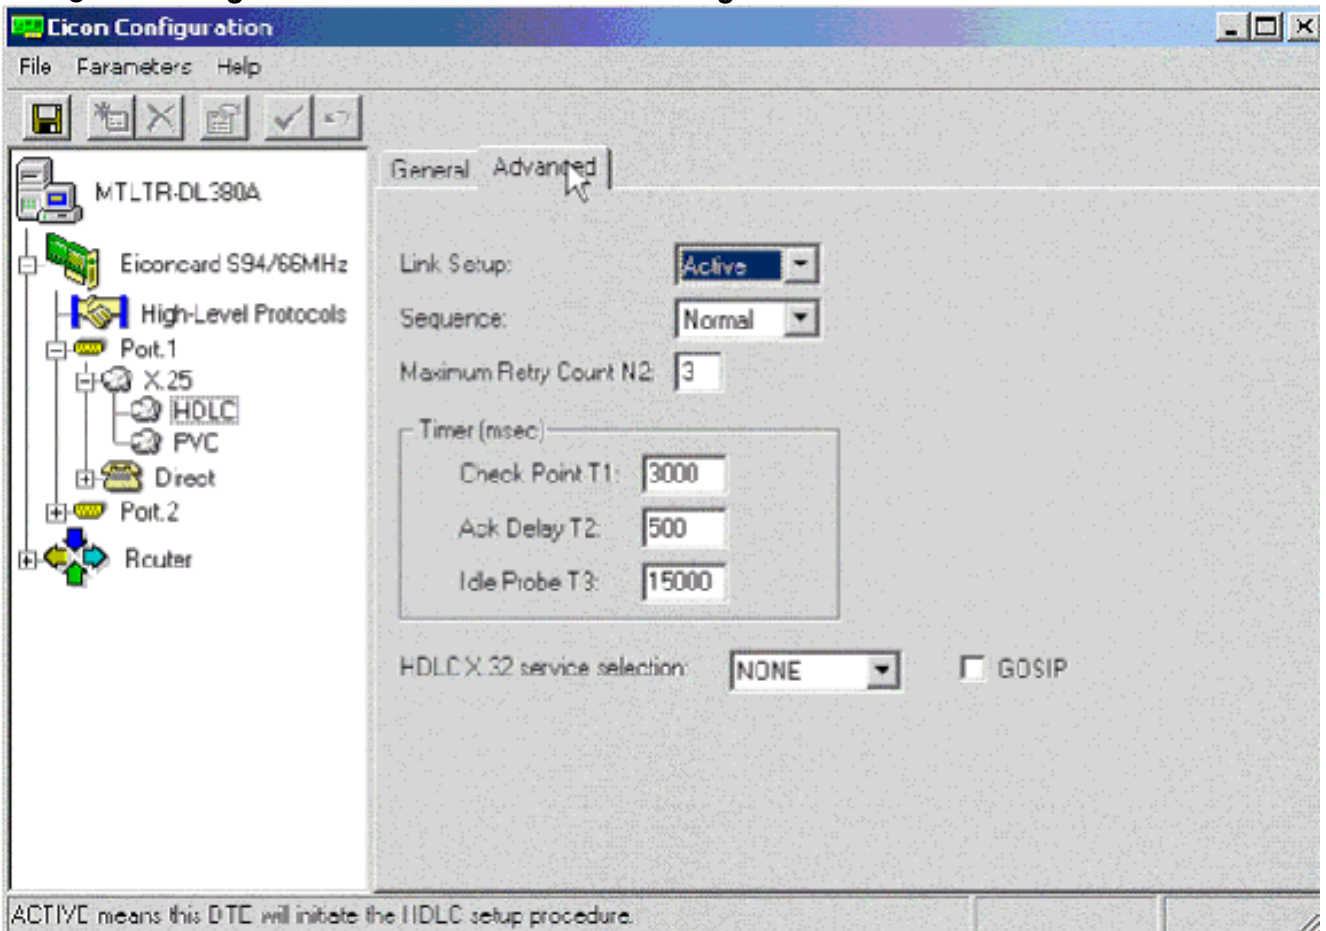 Eicon Configuration
File Parameters Help
General Advanced
MTLTR-DL380A
Eiconcard S94/66MHz
High-Level Protocols
Port.1
X.25
HDLC
PVC
Direct
Port.2
Router
Link Setup: Active
Sequence: Normal
Maximum Retry Count N2: 3
Timer (msec)
Check Point T1: 3000
Ack Delay T2: 500
Idle Probe T3: 15000
HDLC X.32 service selection: NONE GOSIP
ACTIVE means this DTE will initiate the HDLC setup procedure.